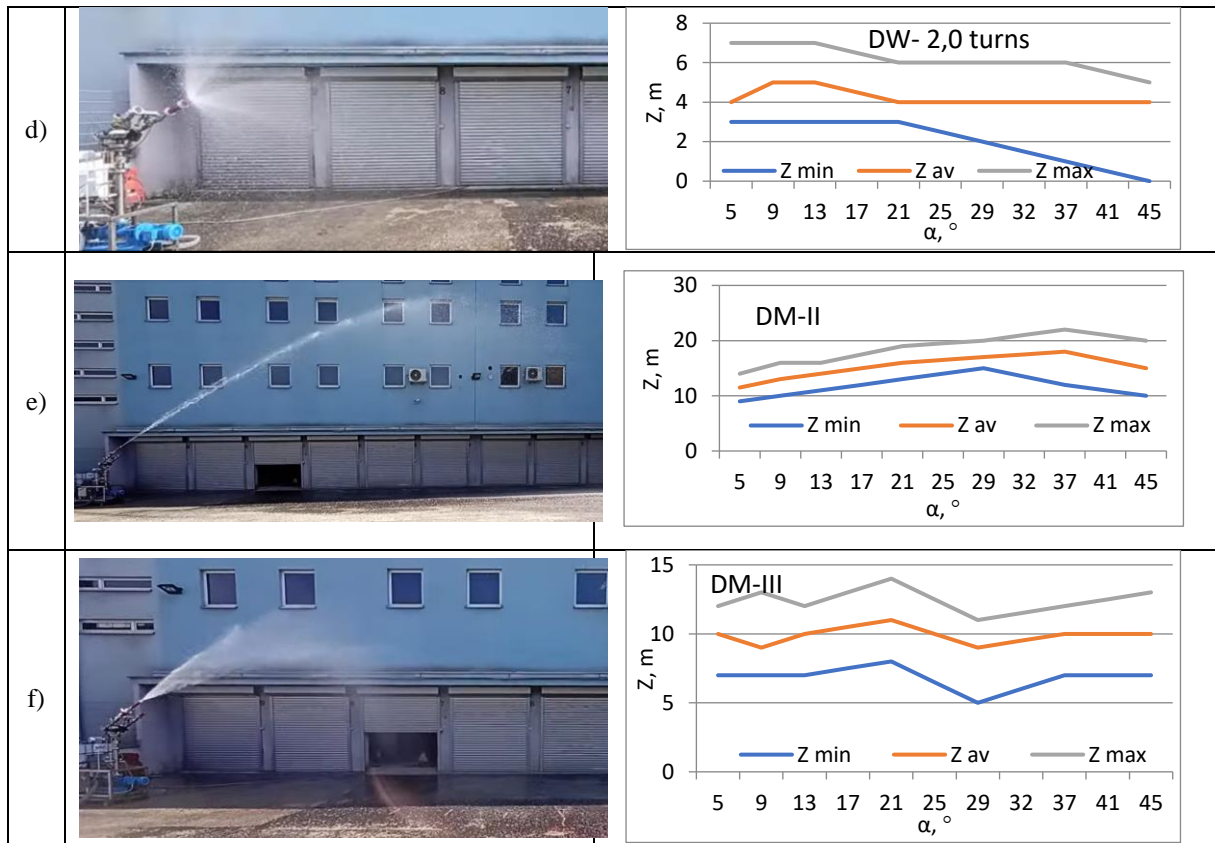 d)
DW- 2,0 turns
Z, m
8
6
4
2
0
Z min Z av Z max
5 9 13 17 21 25 29 32 37 41 45
α, °
8
7
e)
DM-II
Z, m
30
20
10
0
Z min Z av Z max
5 9 13 17 21 25 29 32 37 41 45
α, °
f)
DM-III
Z, m
15
10
5
0
Z min Z av Z max
5 9 13 17 21 25 29 32 37 41 45
α, °